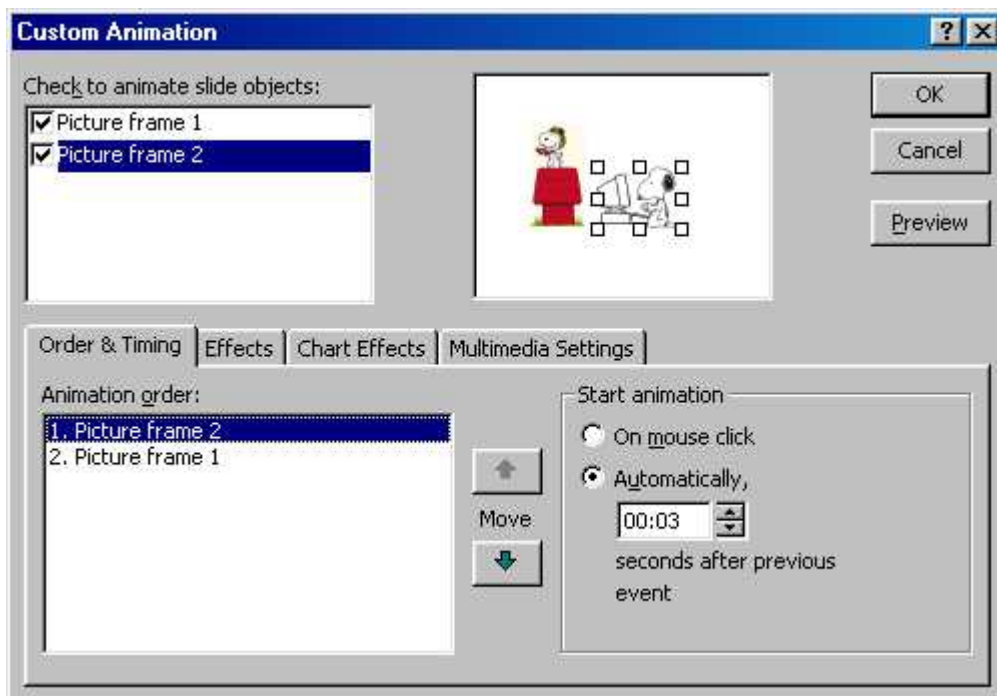 Custom Animation
Check to animate slide objects:
Picture frame 1
Picture frame 2
OK
Cancel
Preview
Order & Timing
Effects
Chart Effects
Multimedia Settings
Animation order:
1. Picture frame 2
2. Picture frame 1
Move
Start animation
On mouse click
Automatically,
00:03
seconds after previous
event